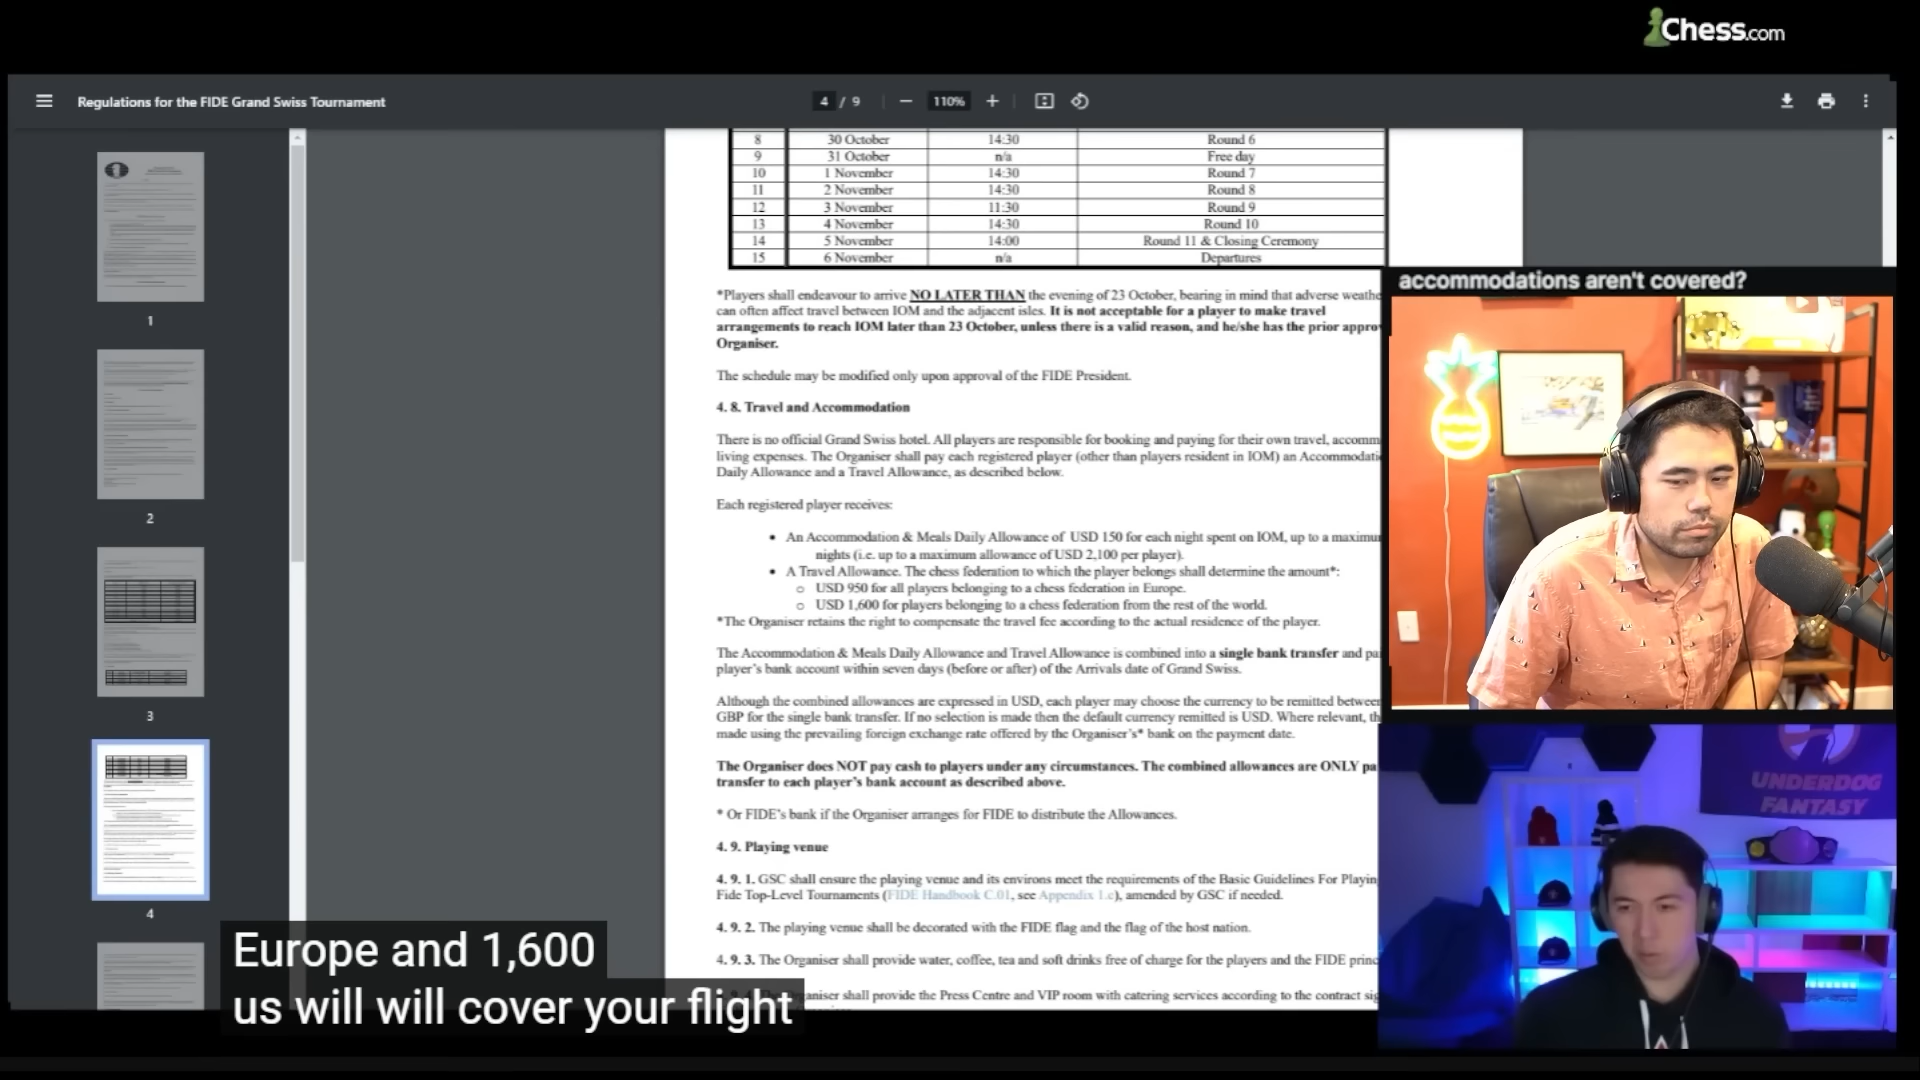 Chess.com
Regulations for the FIDE Grand Swiss Tournament
4 / 9
110%
8 30 October 14:30 Round 6
9 31 October n/a Free day
10 1 November 14:30 Round 7
11 2 November 14:30 Round 8
12 3 November 11:30 Round 9
13 4 November 14:30 Round 10
14 5 November 14:00 Round 11 & Closing Ceremony
15 6 November n/a Departures
*Players shall endeavour to arrive NO LATER THAN the evening of 23 October, bearing in mind that adverse weathe
can often affect travel between IOM and the adjacent isles. It is not acceptable for a player to make travel
arrangements to reach IOM later than 23 October, unless there is a valid reason, and he/she has the prior appro
Organiser.
The schedule may be modified only upon approval of the FIDE President.
4. 8. Travel and Accommodation
There is no official Grand Swiss hotel. All players are responsible for booking and paying for their own travel, accomm
living expenses. The Organiser shall pay each registered player (other than players resident in IOM) an Accommodati
Daily Allowance and a Travel Allowance, as described below.
Each registered player receives:
• An Accommodation & Meals Daily Allowance of USD 150 for each night spent on IOM, up to a maximu
nights (i.e. up to a maximum allowance of USD 2,100 per player).
• A Travel Allowance. The chess federation to which the player belongs shall determine the amount*:
o USD 950 for all players belonging to a chess federation in Europe.
o USD 1,600 for players belonging to a chess federation from the rest of the world.
*The Organiser retains the right to compensate the travel fee according to the actual residence of the player.
The Accommodation & Meals Daily Allowance and Travel Allowance is combined into a single bank transfer and pa
player's bank account within seven days (before or after) of the Arrivals date of Grand Swiss.
Although the combined allowances are expressed in USD, each player may choose the currency to be remitted between
GBP for the single bank transfer. If no selection is made then the default currency remitted is USD. Where relevant, th
made using the prevailing foreign exchange rate offered by the Organiser's* bank on the payment date.
The Organiser does NOT pay cash to players under any circumstances. The combined allowances are ONLY pa
transfer to each player's bank account as described above.
* Or FIDE's bank if the Organiser arranges for FIDE to distribute the Allowances.
4. 9. Playing venue
4. 9. 1. GSC shall ensure the playing venue and its environs meet the requirements of the Basic Guidelines For Playin
Fide Top-Level Tournaments (FIDE Handbook C.01, see Appendix 1.c), amended by GSC if needed.
4. 9. 2. The playing venue shall be decorated with the FIDE flag and the flag of the host nation.
4. 9. 3. The Organiser shall provide water, coffee, tea and soft drinks free of charge for the players and the FIDE princ
aniser shall provide the Press Centre and VIP room with catering services according to the contract sig
1
2
3
4
accommodations aren't covered?
UNDERDOG
FANTASY
Europe and 1,600
us will will cover your flight